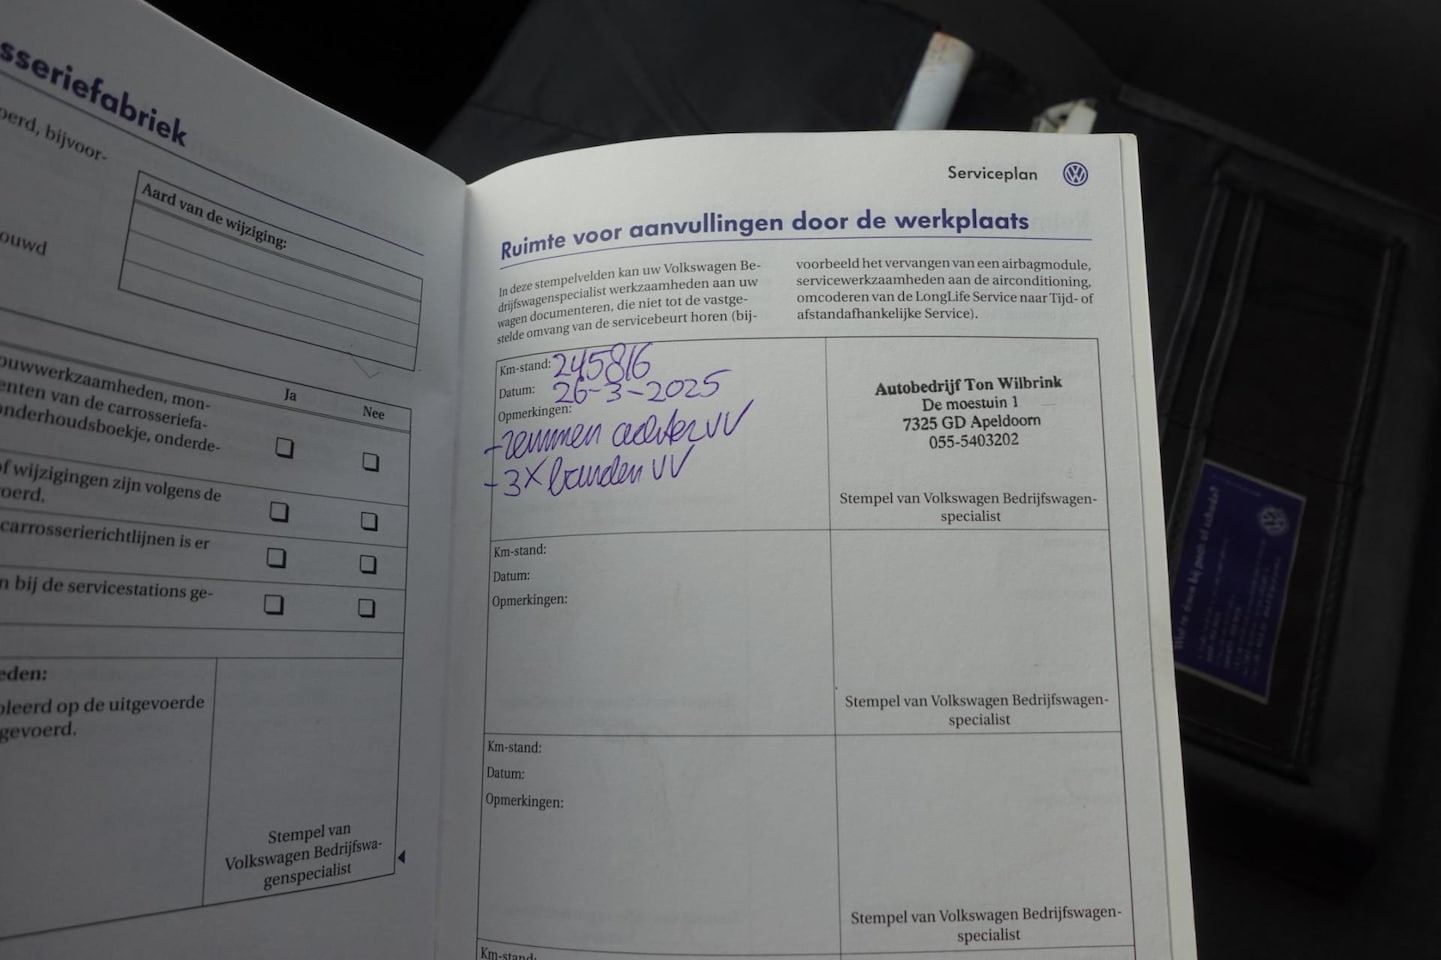 sseriefabriek
oerd, bijvoor-
ouwd
Aard van de wijziging:
Ja
Nee
ouwwerkzaamheden, mon-
enten van de carrosseriefa-
onderhoudsboekje, onderde-
of wijzigingen zijn volgens de
oerd.
carrosserierichtlijnen is er
n bij de servicestations ge-
eden:
oleerd op de uitgevoerde
gevoerd.
Stempel van
Volkswagen Bedrijfswa-
genspecialist
Serviceplan
Ruimte voor aanvullingen door de werkplaats
In deze stempelvelden kan uw Volkswagen Be-
drijfswagenspecialist werkzaamheden aan uw
wagen documenteren, die niet tot de vastge-
stelde omvang van de servicebeurt horen (bij-
voorbeeld het vervangen van een airbagmodule,
servicewerkzaamheden aan de airconditioning,
omcoderen van de LongLife Service naar Tijd- of
afstandafhankelijke Service).
Km-stand: 245816
Datum: 26-3-2025
Opmerkingen:
- remmen achter VV
- 3x banden VV
Autobedrijf Ton Wilbrink
De moestuin 1
7325 GD Apeldoorn
055-5403202
Stempel van Volkswagen Bedrijfswagen-
specialist
Km-stand:
Datum:
Opmerkingen:
Stempel van Volkswagen Bedrijfswagen-
specialist
Km-stand:
Datum:
Opmerkingen:
Stempel van Volkswagen Bedrijfswagen-
specialist
Km-stand: